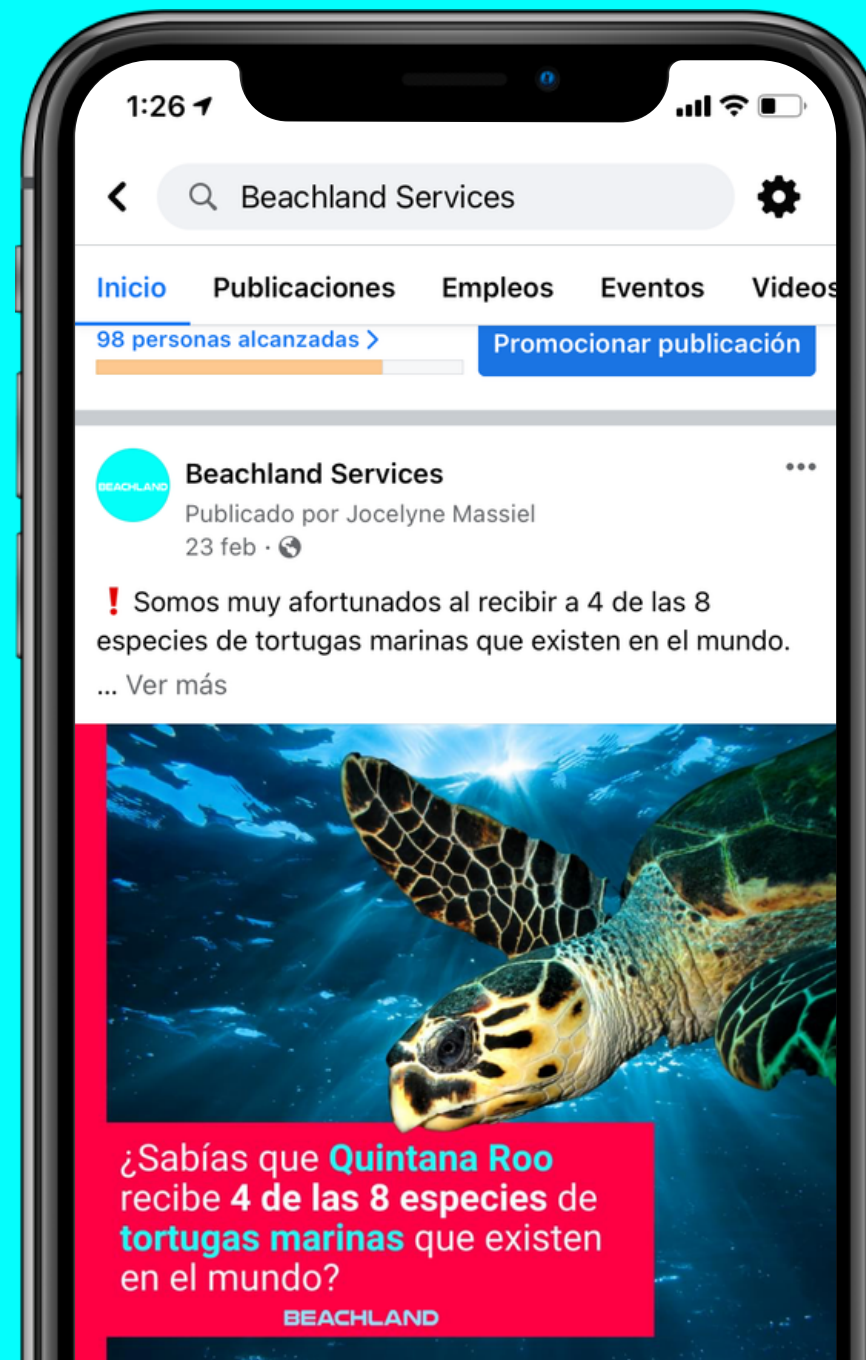 1:26
Beachland Services
Inicio Publicaciones Empleos Eventos Videos
98 personas alcanzadas
Promocionar publicación
BEACHLAND
Beachland Services
Publicado por Jocelyne Massiel
23 feb ·
❗ Somos muy afortunados al recibir a 4 de las 8
especies de tortugas marinas que existen en el mundo.
... Ver más
¿Sabías que Quintana Roo
recibe 4 de las 8 especies de
tortugas marinas que existen
en el mundo?
BEACHLAND